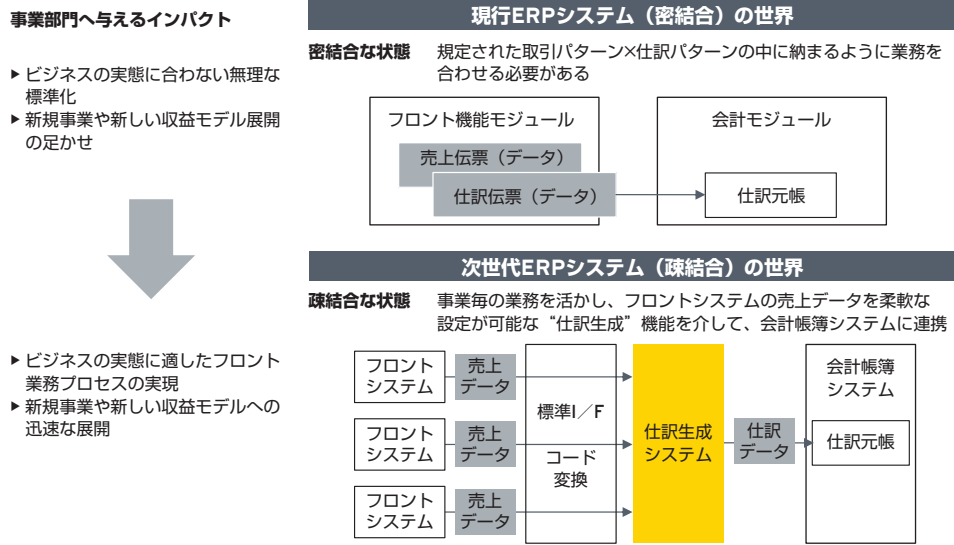 事業部門へ与えるインパクト
▶ ビジネスの実態に合わない無理な
標準化
▶ 新規事業や新しい収益モデル展開
の足かせ
▶ ビジネスの実態に適したフロント
業務プロセスの実現
▶ 新規事業や新しい収益モデルへの
迅速な展開
現行ERPシステム（密結合）の世界
密結合な状態 規定された取引パターン×仕訳パターンの中に納まるように業務を
合わせる必要がある
フロント機能モジュール
売上伝票（データ）
仕訳伝票（データ）
会計モジュール
仕訳元帳
次世代ERPシステム（疎結合）の世界
疎結合な状態 事業毎の業務を活かし、フロントシステムの売上データを柔軟な
設定が可能な“仕訳生成”機能を介して、会計帳簿システムに連携
フロント
システム
売上
データ
フロント
システム
売上
データ
フロント
システム
売上
データ
標準I／F
コード
変換
仕訳生成
システム
仕訳
データ
会計帳簿
システム
仕訳元帳